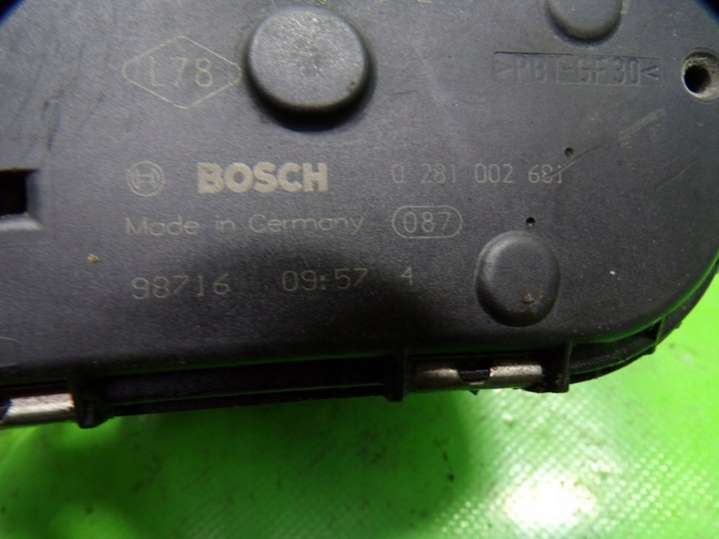 L78
>PBT-GF30<
BOSCH 0 281 002 681
Made in Germany 087
98716 09:57 4